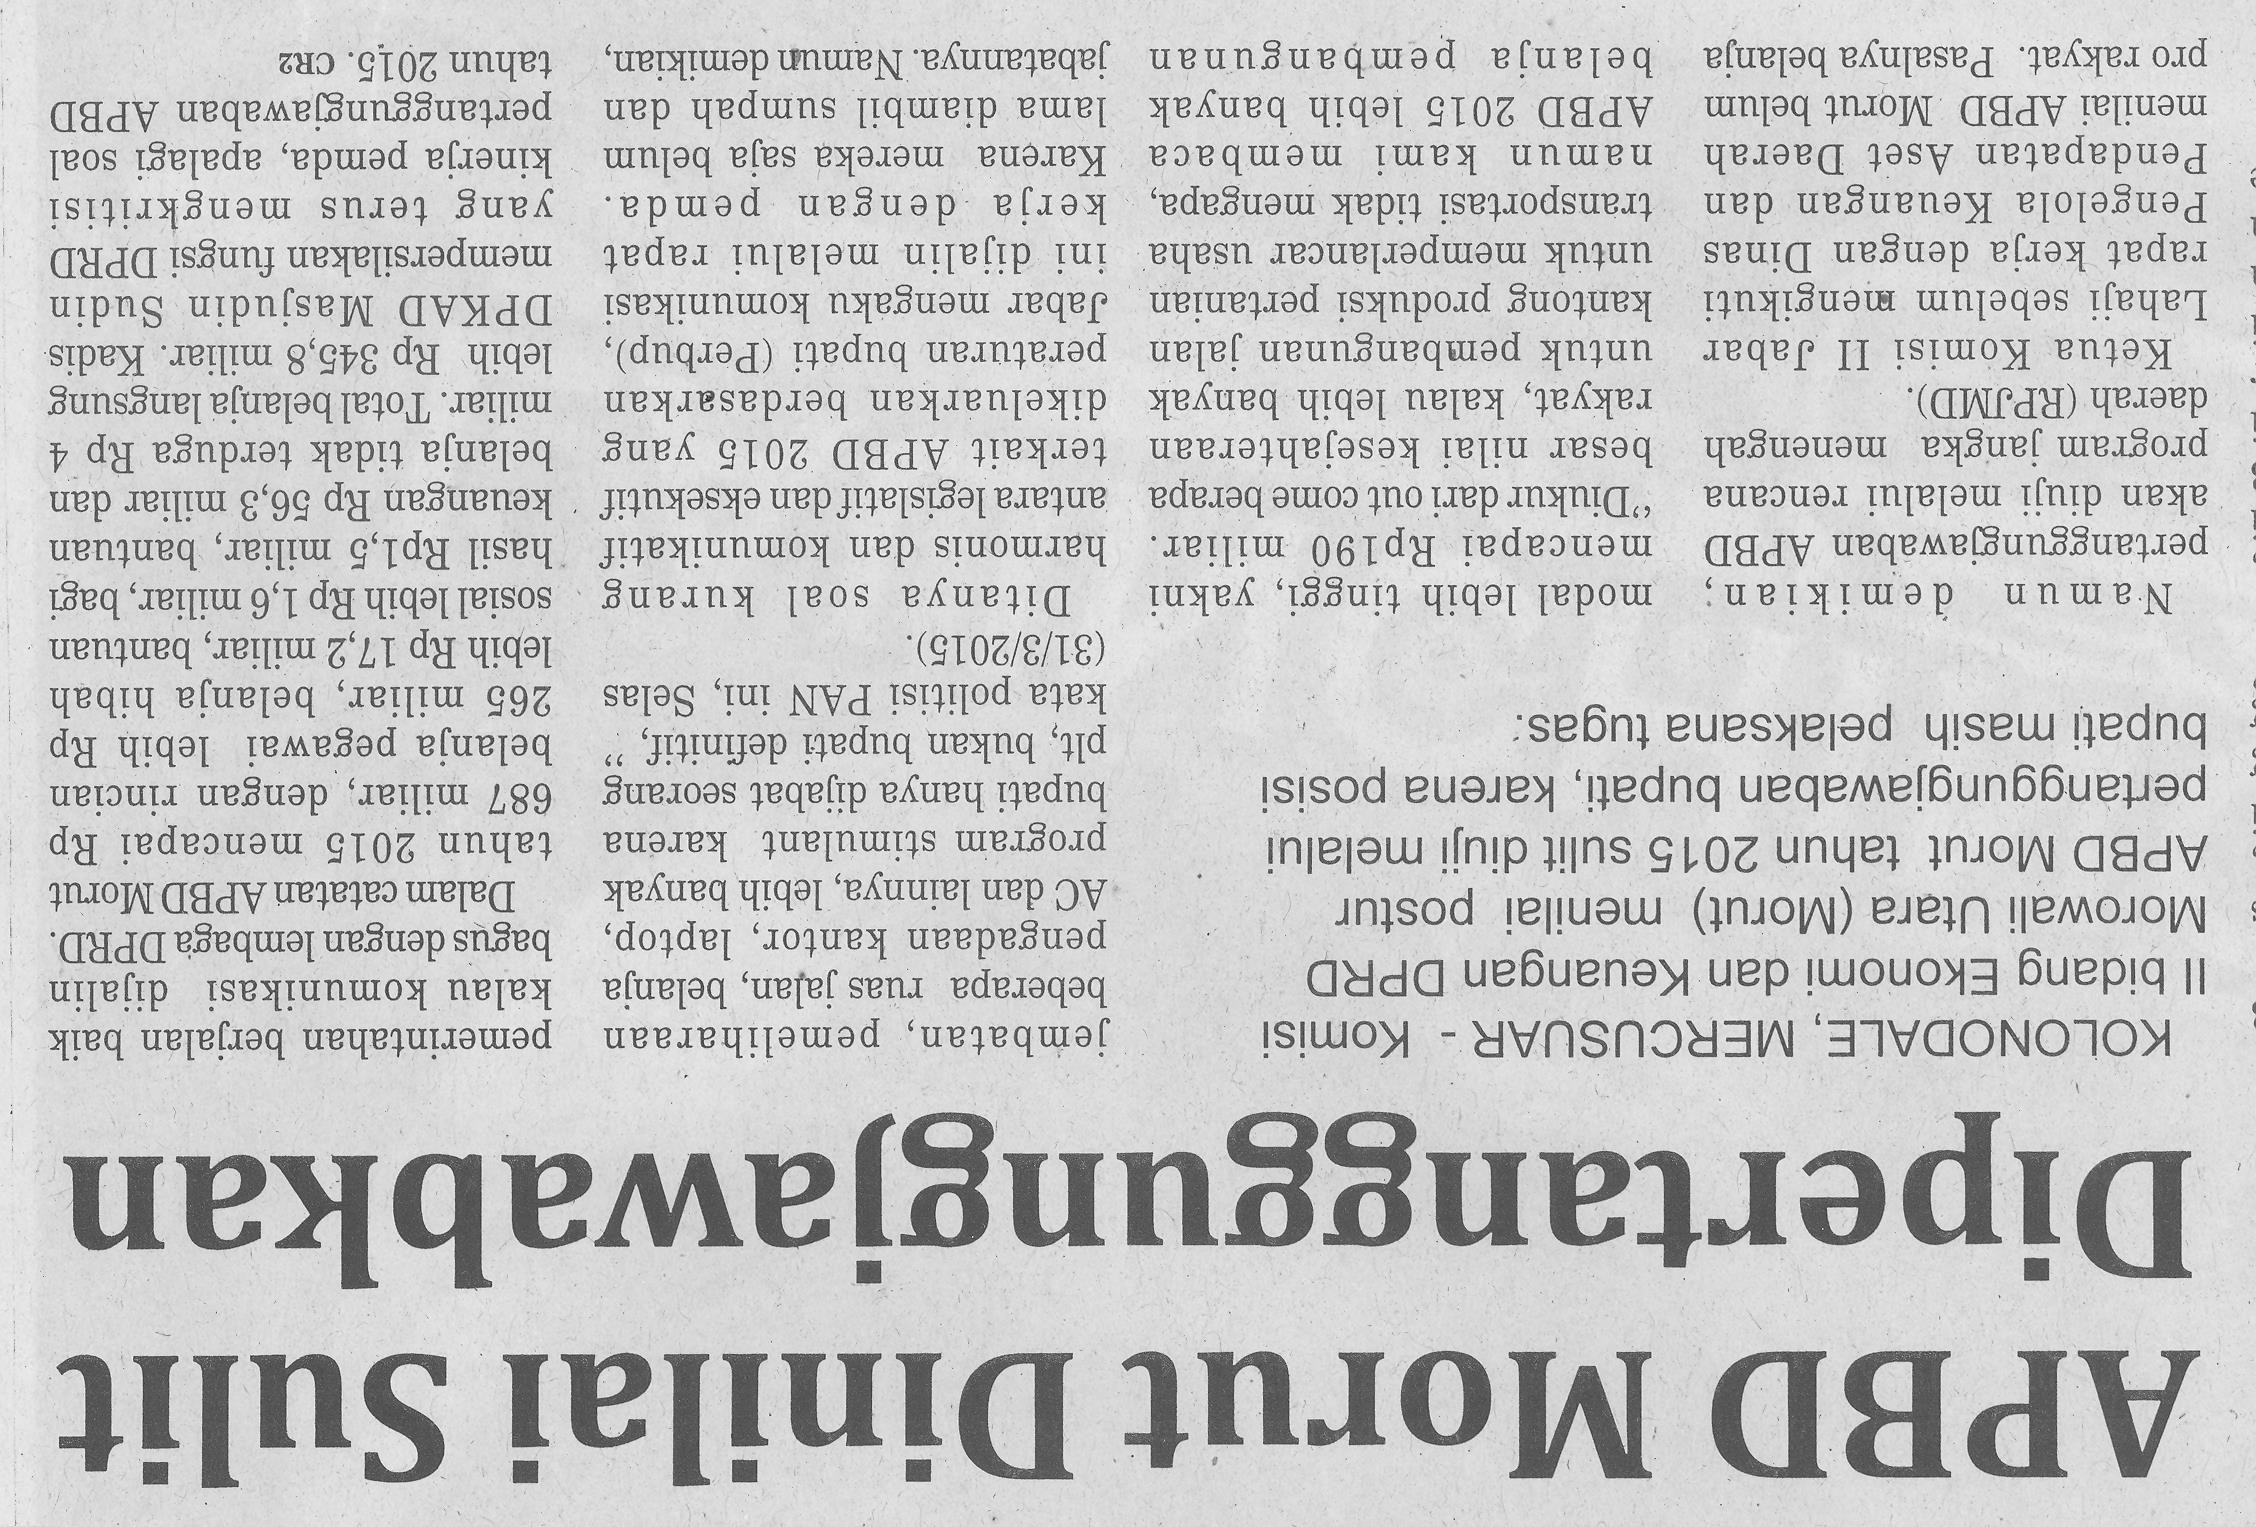 APBD Morut Dinilai Sulit
Dipertanggungjawabkan
KOLONODALE, MERCUSUAR - Komisi
II bidang Ekonomi dan Keuangan DPRD
Morowali Utara (Morut) menilai postur
APBD Morut tahun 2015 sulit diuji melalui
pertanggungjawaban bupati, karena posisi
bupati masih pelaksana tugas.
Namun demikian,
pertanggungjawaban APBD
akan diuji melalui rencana
program jangka menengah
daerah (RPJMD).
Ketua Komisi II Jabar
Lahaji sebelum mengikuti
rapat kerja dengan Dinas
Pengelola Keuangan dan
Pendapatan Aset Daerah
menilai APBD Morut belum
pro rakyat. Pasalnya belanja
modal lebih tinggi, yakni
mencapai Rp190 miliar.
“Diukur dari out come berapa
besar nilai kesejahteraan
rakyat, kalau lebih banyak
untuk pembangunan jalan
kantong produksi pertanian
untuk memperlancar usaha
transportasi tidak mengapa,
namun kami membaca
APBD 2015 lebih banyak
belanja pembangunan
jembatan, pemeliharaan
beberapa ruas jalan, belanja
pengadaan kantor, laptop,
AC dan lainnya, lebih banyak
program stimulant karena
bupati hanya dijabat seorang
plt, bukan bupati definitif, ”
kata politisi PAN ini, Selas
(31/3/2015).
Ditanya soal kurang
harmonis dan komunikatif
antara legislatif dan eksekutif
terkait APBD 2015 yang
dikeluarkan berdasarkan
peraturan bupati (Perbup),
Jabar mengaku komunikasi
ini dijalin melalui rapat
kerja dengan pemda.
Karena mereka saja belum
lama diambil sumpah dan
jabatannya. Namun demikian,
pemerintahan berjalan baik
kalau komunikasi dijalin
bagus dengan lembaga DPRD.
Dalam catatan APBD Morut
tahun 2015 mencapai Rp
687 miliar, dengan rincian
belanja pegawai lebih Rp
265 miliar, belanja hibah
lebih Rp 17,2 miliar, bantuan
sosial lebih Rp 1,6 miliar, bagi
hasil Rp1,5 miliar, bantuan
keuangan Rp 56,3 miliar dan
belanja tidak terduga Rp 4
miliar. Total belanja langsung
lebih Rp 345,8 miliar. Kadis
DPKAD Masjudin Sudin
mempersilakan fungsi DPRD
yang terus mengkritisi
kinerja pemda, apalagi soal
pertanggungjawaban APBD
tahun 2015. CR2